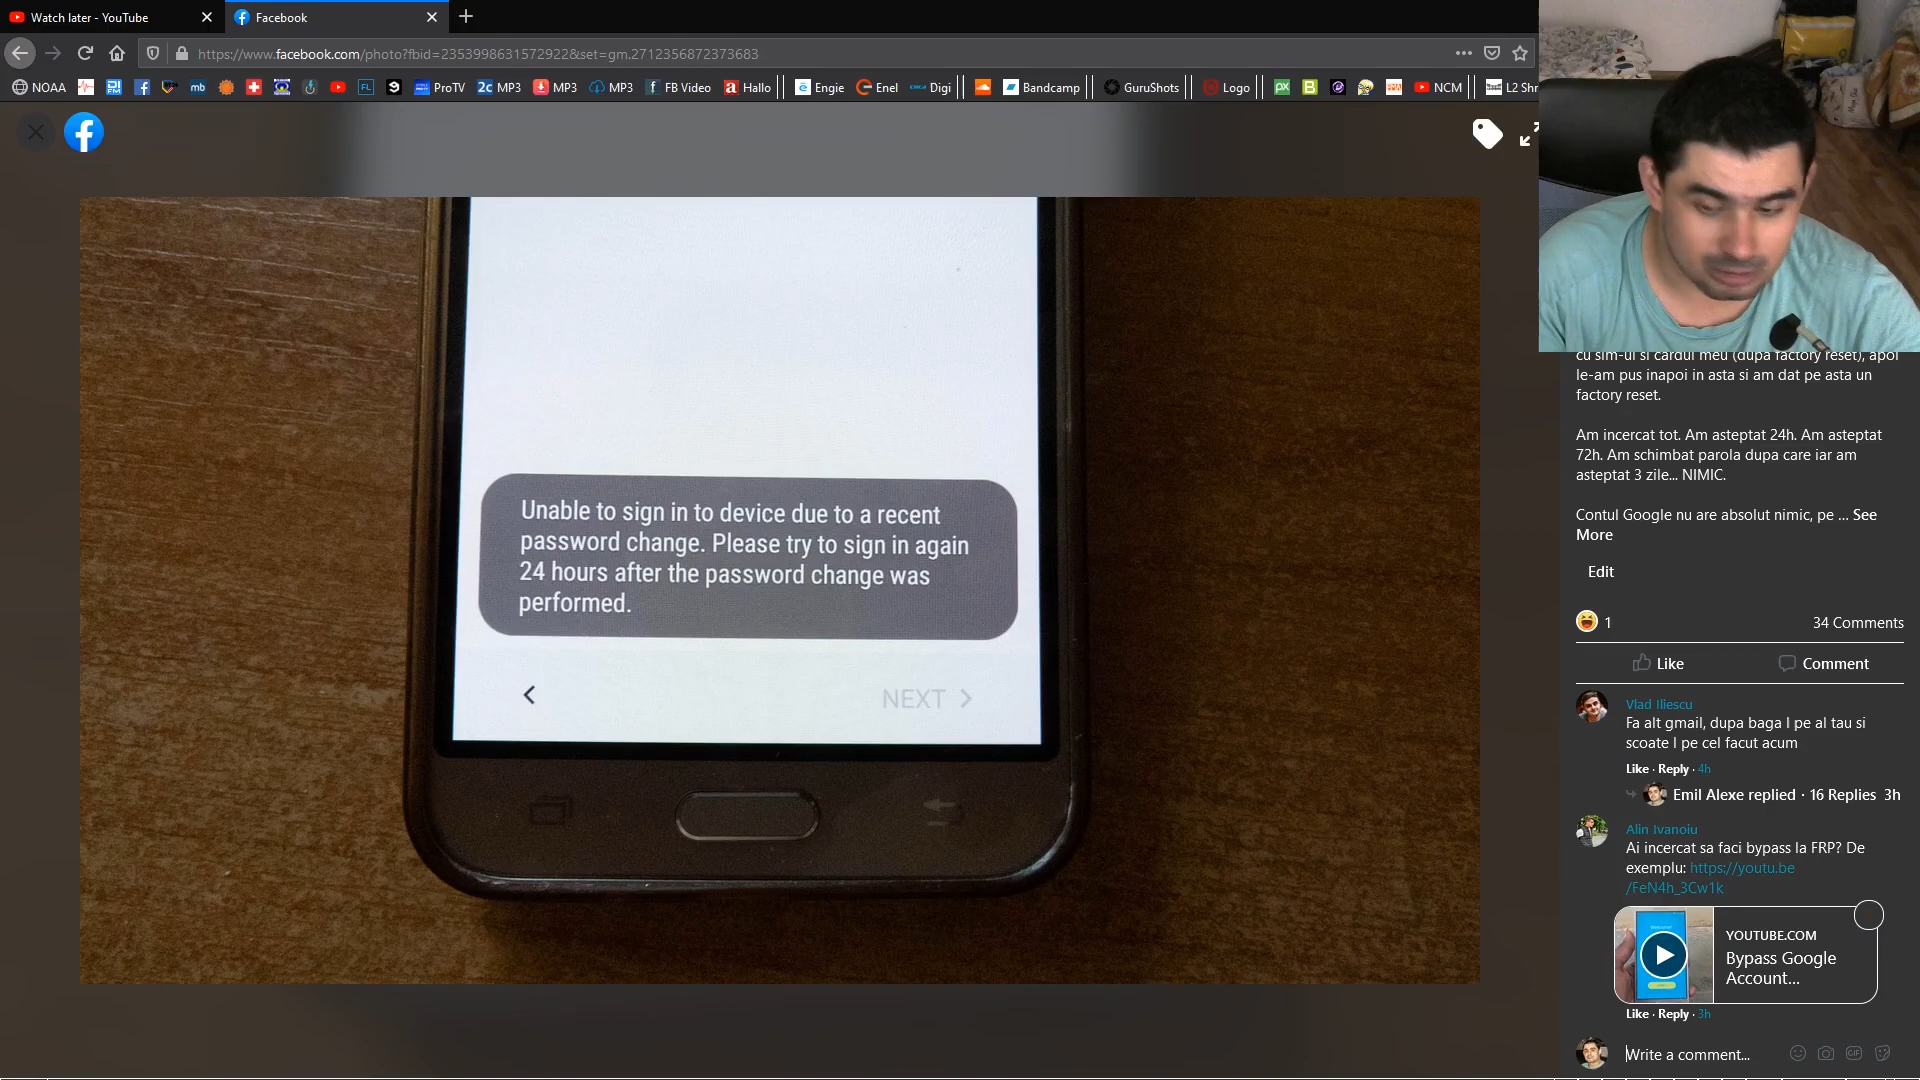 Watch later - YouTube
Facebook
https://www.facebook.com/photo?fbid=2353998631572922&set=gm.2712356872373683
NOAA
mb
FL
ProTV
2c MP3
MP3
MP3
FB Video
Hallo
Engie
Enel
Digi
Bandcamp
GuruShots
Logo
px
NCM
L2 Shr
Unable to sign in to device due to a recent
password change. Please try to sign in again
24 hours after the password change was
performed.
NEXT
cu sim-ul si cardul meu (dupa factory reset), apoi
le-am pus inapoi in asta si am dat pe asta un
factory reset.
Am incercat tot. Am asteptat 24h. Am asteptat
72h. Am schimbat parola dupa care iar am
asteptat 3 zile... NIMIC.
Contul Google nu are absolut nimic, pe ... See
More
Edit
1
34 Comments
Like
Comment
Vlad Iliescu
Fa alt gmail, dupa baga l pe al tau si
scoate l pe cel facut acum
Like · Reply · 4h
Emil Alexe replied · 16 Replies 3h
Alin Ivanoiu
Ai incercat sa faci bypass la FRP? De
exemplu: https://youtu.be
/FeN4h_3Cw1k
YOUTUBE.COM
Bypass Google
Account...
Like · Reply · 3h
Write a comment...
GIF